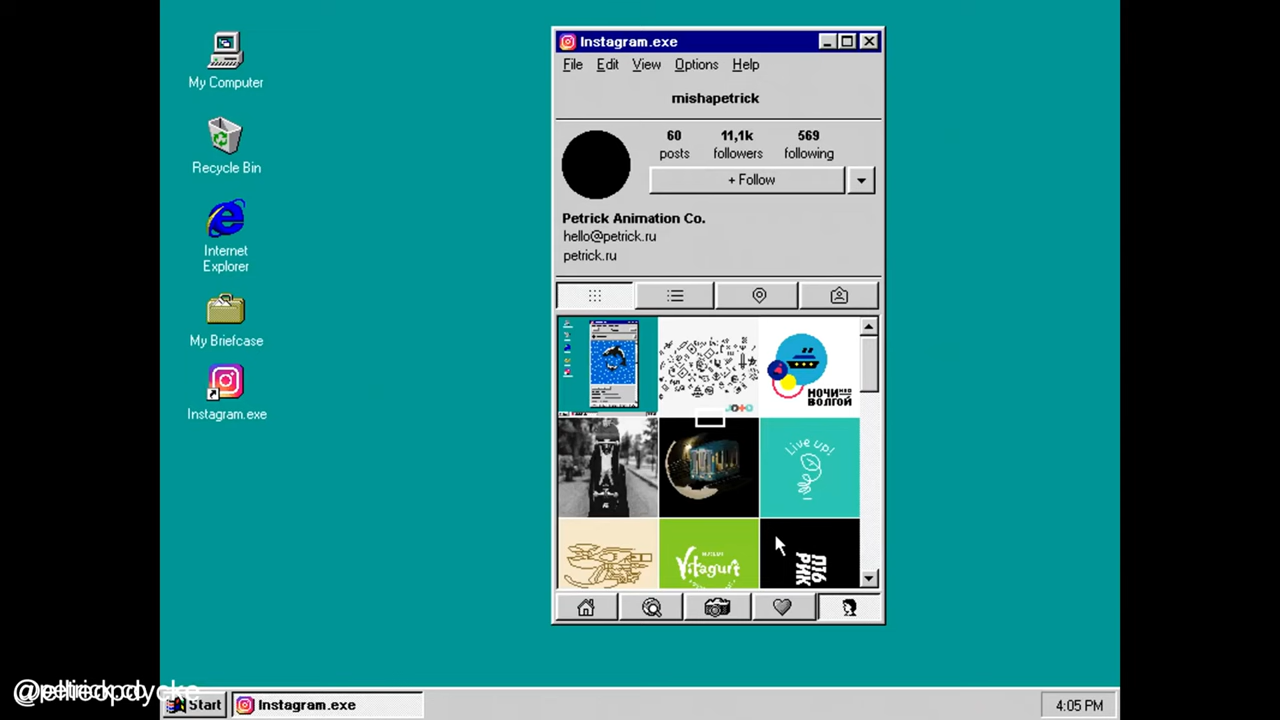 My Computer
Recycle Bin
Internet
Explorer
My Briefcase
Instagram.exe
Instagram.exe
File Edit View Options Help
mishapetrick
60 11,1k 569
posts followers following
+ Follow
Petrick Animation Co.
hello@petrick.ru
petrick.ru
НОЧИ НАД
ВОЛГОЙ
Live up!
Vitagurt
Start
Instagram.exe
4:05 PM